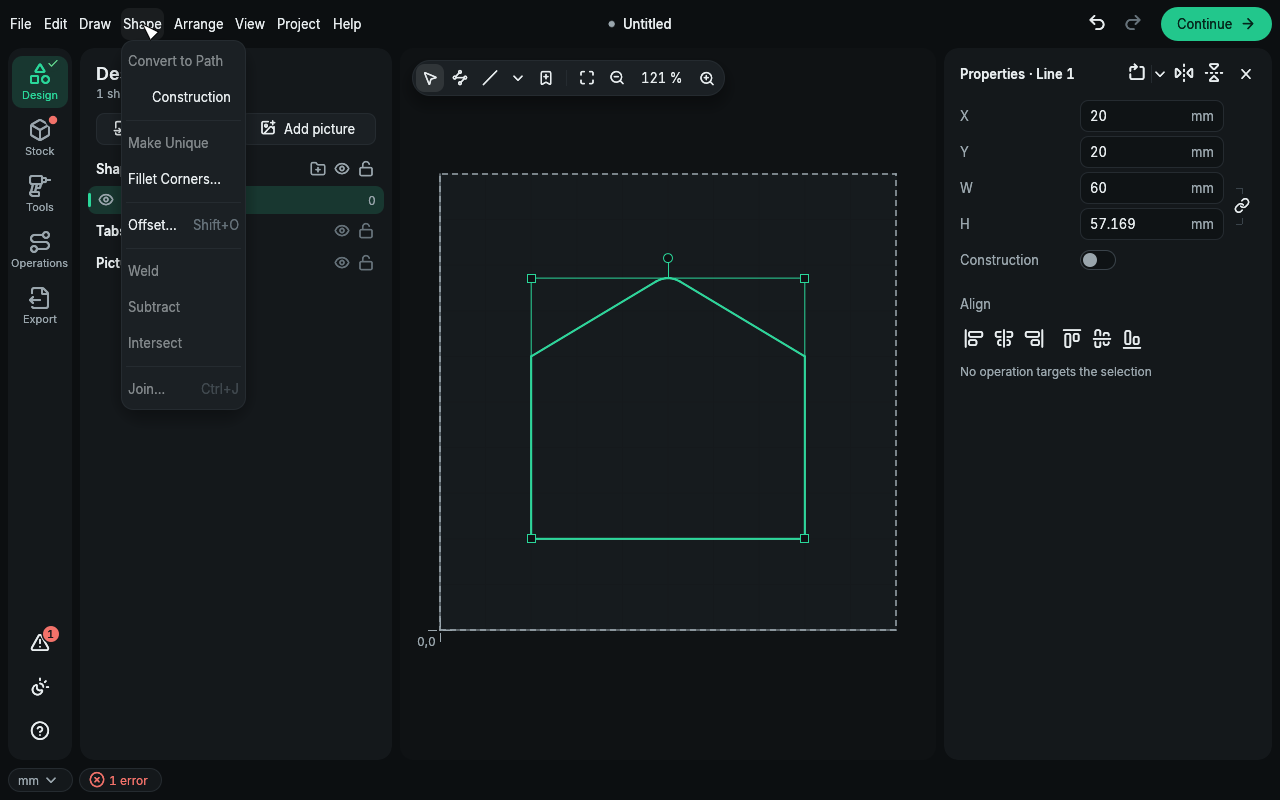 File Edit Draw Shape Arrange View Project Help
Untitled
Continue
Convert to Path
Construction
Make Unique
Fillet Corners...
Offset... Shift+O
Weld
Subtract
Intersect
Join... Ctrl+J
Design
Stock
Tools
Operations
Export
1
1 sh
Add picture
0
121 %
0,0
Properties · Line 1
X 20 mm
Y 20 mm
W 60 mm
H 57.169 mm
Construction
Align
No operation targets the selection
mm
1 error